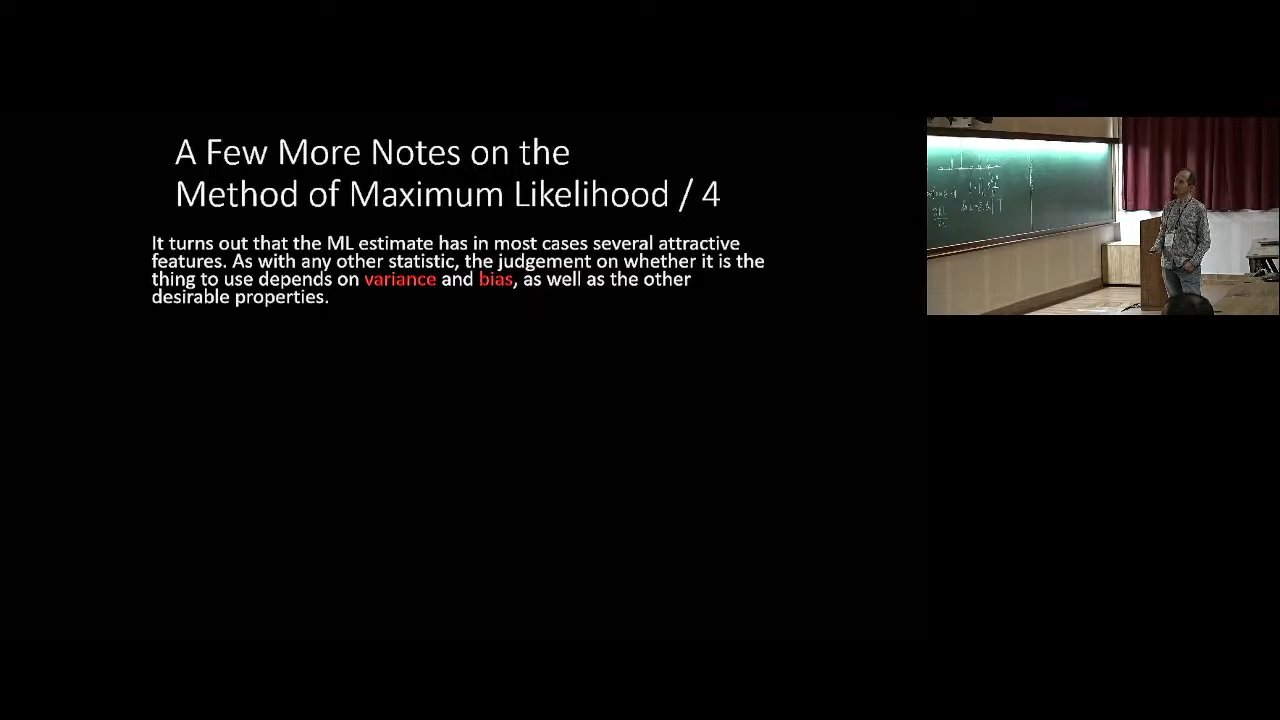 A Few More Notes on the
Method of Maximum Likelihood / 4
It turns out that the ML estimate has in most cases several attractive
features. As with any other statistic, the judgement on whether it is the
thing to use depends on variance and bias, as well as the other
desirable properties.